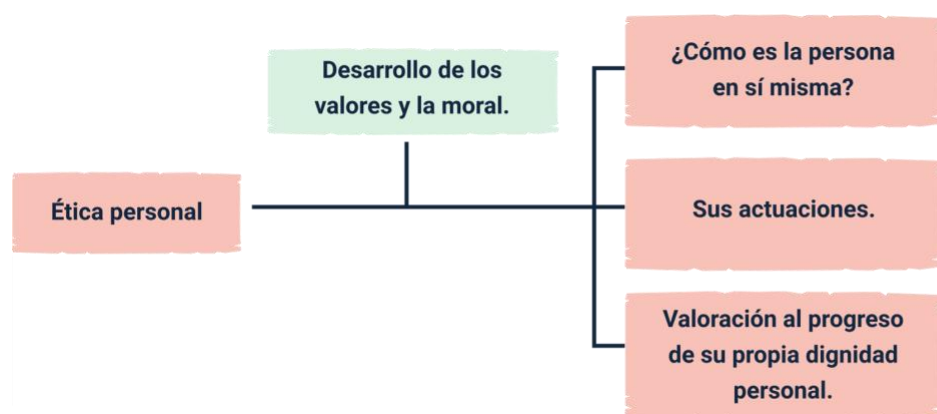 Ética personal
Desarrollo de los
valores y la moral.
¿Cómo es la persona
en sí misma?
Sus actuaciones.
Valoración al progreso
de su propia dignidad
personal.